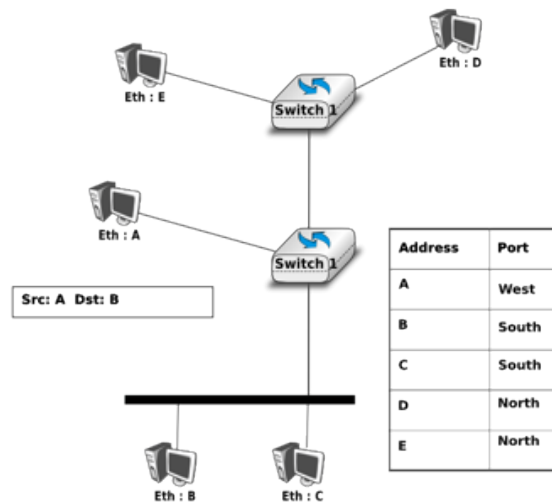 Eth : D
Eth : E
Switch 1
Eth : A
Switch 1
Src: A Dst: B
Address Port
A West
B South
C South
D North
E North
Eth : B
Eth : C